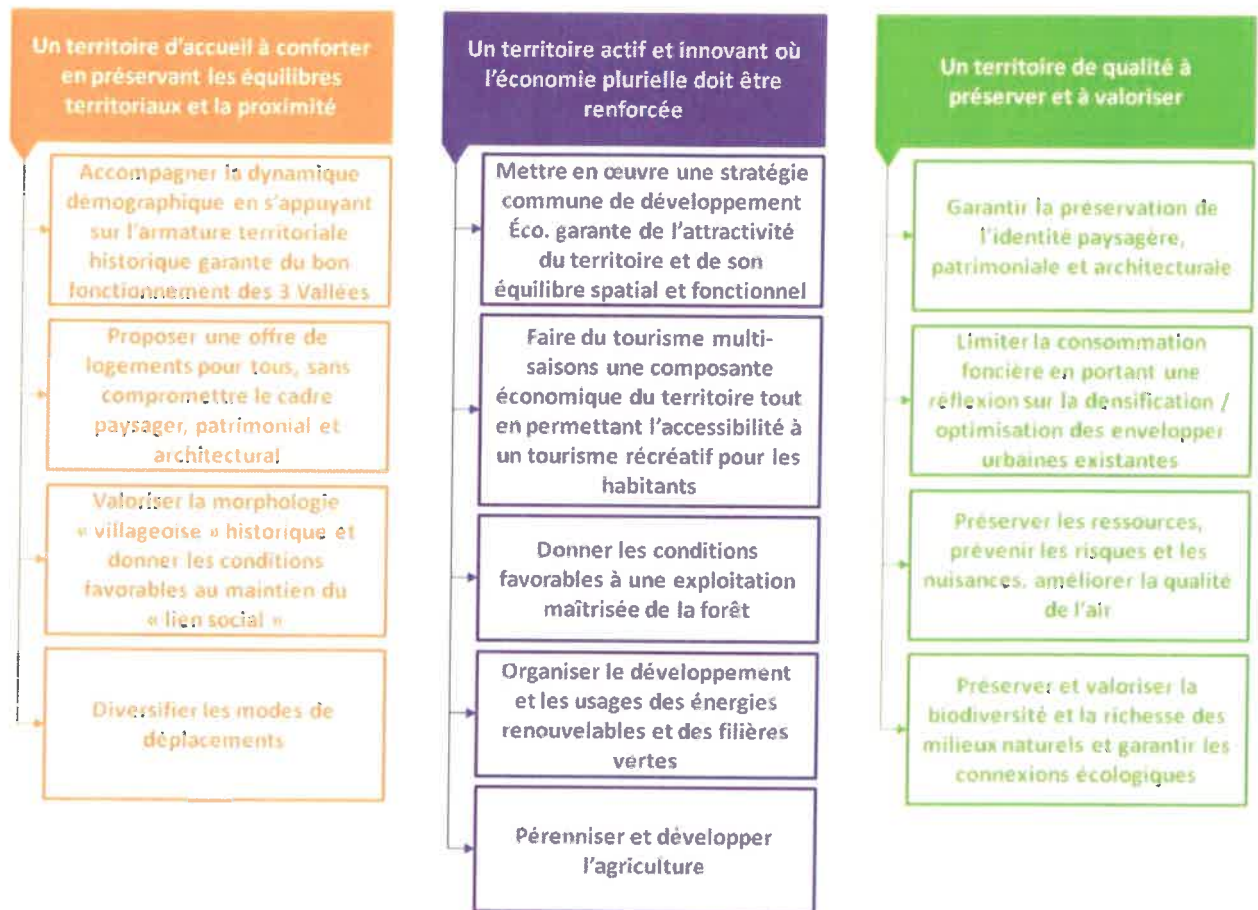 Un territoire d'accueil à conforter
en préservant les équilibres
territoriaux et la proximité
Accompagner la dynamique
démographique en s'appuyant
sur l'armature territoriale
historique garante du bon
fonctionnement des 3 Vallées
Proposer une offre de
logements pour tous, sans
compromettre le cadre
paysager, patrimonial et
architectural
Valoriser la morphologie
« villageoise » historique et
donner les conditions
favorables au maintien du
« lien social »
Diversifier les modes de
déplacements
Un territoire actif et innovant où
l'économie plurielle doit être
renforcée
Mettre en œuvre une stratégie
commune de développement
Éco. garante de l'attractivité
du territoire et de son
équilibre spatial et fonctionnel
Faire du tourisme multi-
saisons une composante
économique du territoire tout
en permettant l'accessibilité à
un tourisme récréatif pour les
habitants
Donner les conditions
favorables à une exploitation
maîtrisée de la forêt
Organiser le développement
et les usages des énergies
renouvelables et des filières
vertes
Pérenniser et développer
l'agriculture
Un territoire de qualité à
préserver et à valoriser
Garantir la préservation de
l'identité paysagère,
patrimoniale et architecturale
Limiter la consommation
foncière en portant une
réflexion sur la densification /
optimisation des envelopper
urbaines existantes
Préserver les ressources,
prévenir les risques et les
nuisances. améliorer la qualité
de l'air
Préserver et valoriser la
biodiversité et la richesse des
milieux naturels et garantir les
connexions écologiques